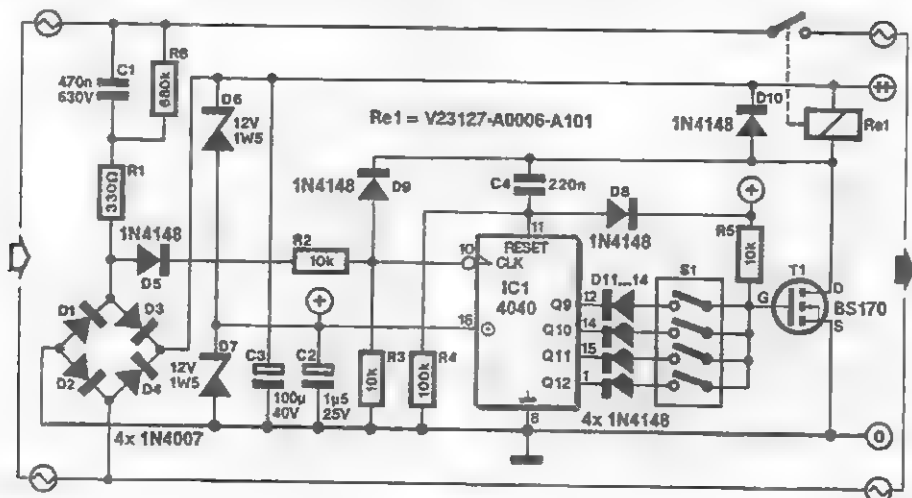 R6
C1
470n
630V
680k
D6
12V
1W5
D10
1N4148
Re1 = V23127-A0006-A101
Re1
R1
330Ω
1N4148
D9
C4
220n
D8
1N4148
+
1N4148
D5
R2
10k
10
11
RESET
CLK
IC1
4040
R5
10k
T1
D
G
S
BS170
D11...14
S1
Q9
12
Q10
14
Q11
15
Q12
1
16
+
D1
D3
D2
D4
D7
12V
1W5
C3
100µ
40V
C2
1µ5
25V
R3
10k
R4
100k
8
4x 1N4148
4x 1N4007
0